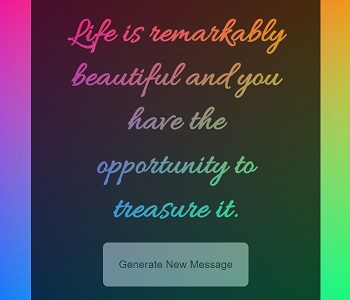 Life is remarkably
beautiful and you
have the
opportunity to
treasure it.
Generate New Message